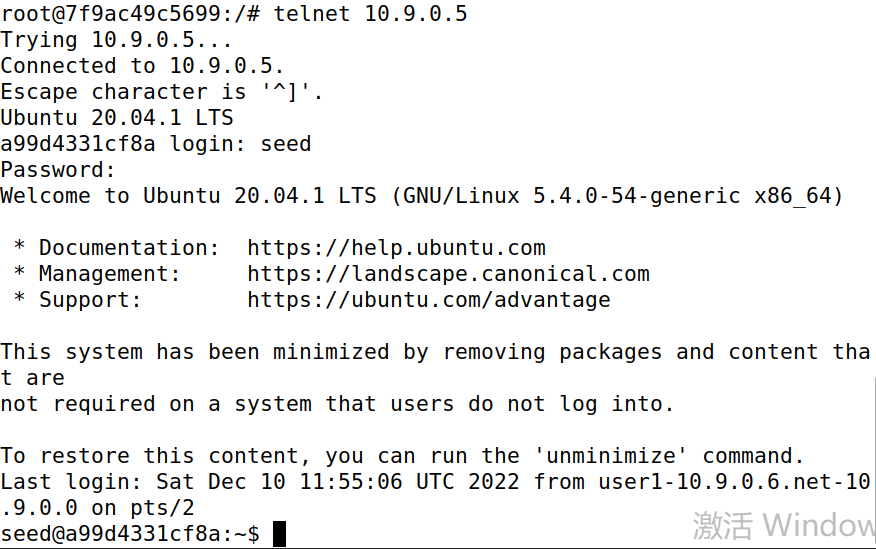 root@7f9ac49c5699:/# telnet 10.9.0.5
Trying 10.9.0.5...
Connected to 10.9.0.5.
Escape character is '^]'.
Ubuntu 20.04.1 LTS
a99d4331cf8a login: seed
Password:
Welcome to Ubuntu 20.04.1 LTS (GNU/Linux 5.4.0-54-generic x86_64)
 * Documentation:  https://help.ubuntu.com
 * Management:     https://landscape.canonical.com
 * Support:        https://ubuntu.com/advantage
This system has been minimized by removing packages and content tha
t are
not required on a system that users do not log into.
To restore this content, you can run the 'unminimize' command.
Last login: Sat Dec 10 11:55:06 UTC 2022 from user1-10.9.0.6.net-10
.9.0.0 on pts/2
seed@a99d4331cf8a:~$
激活 Window